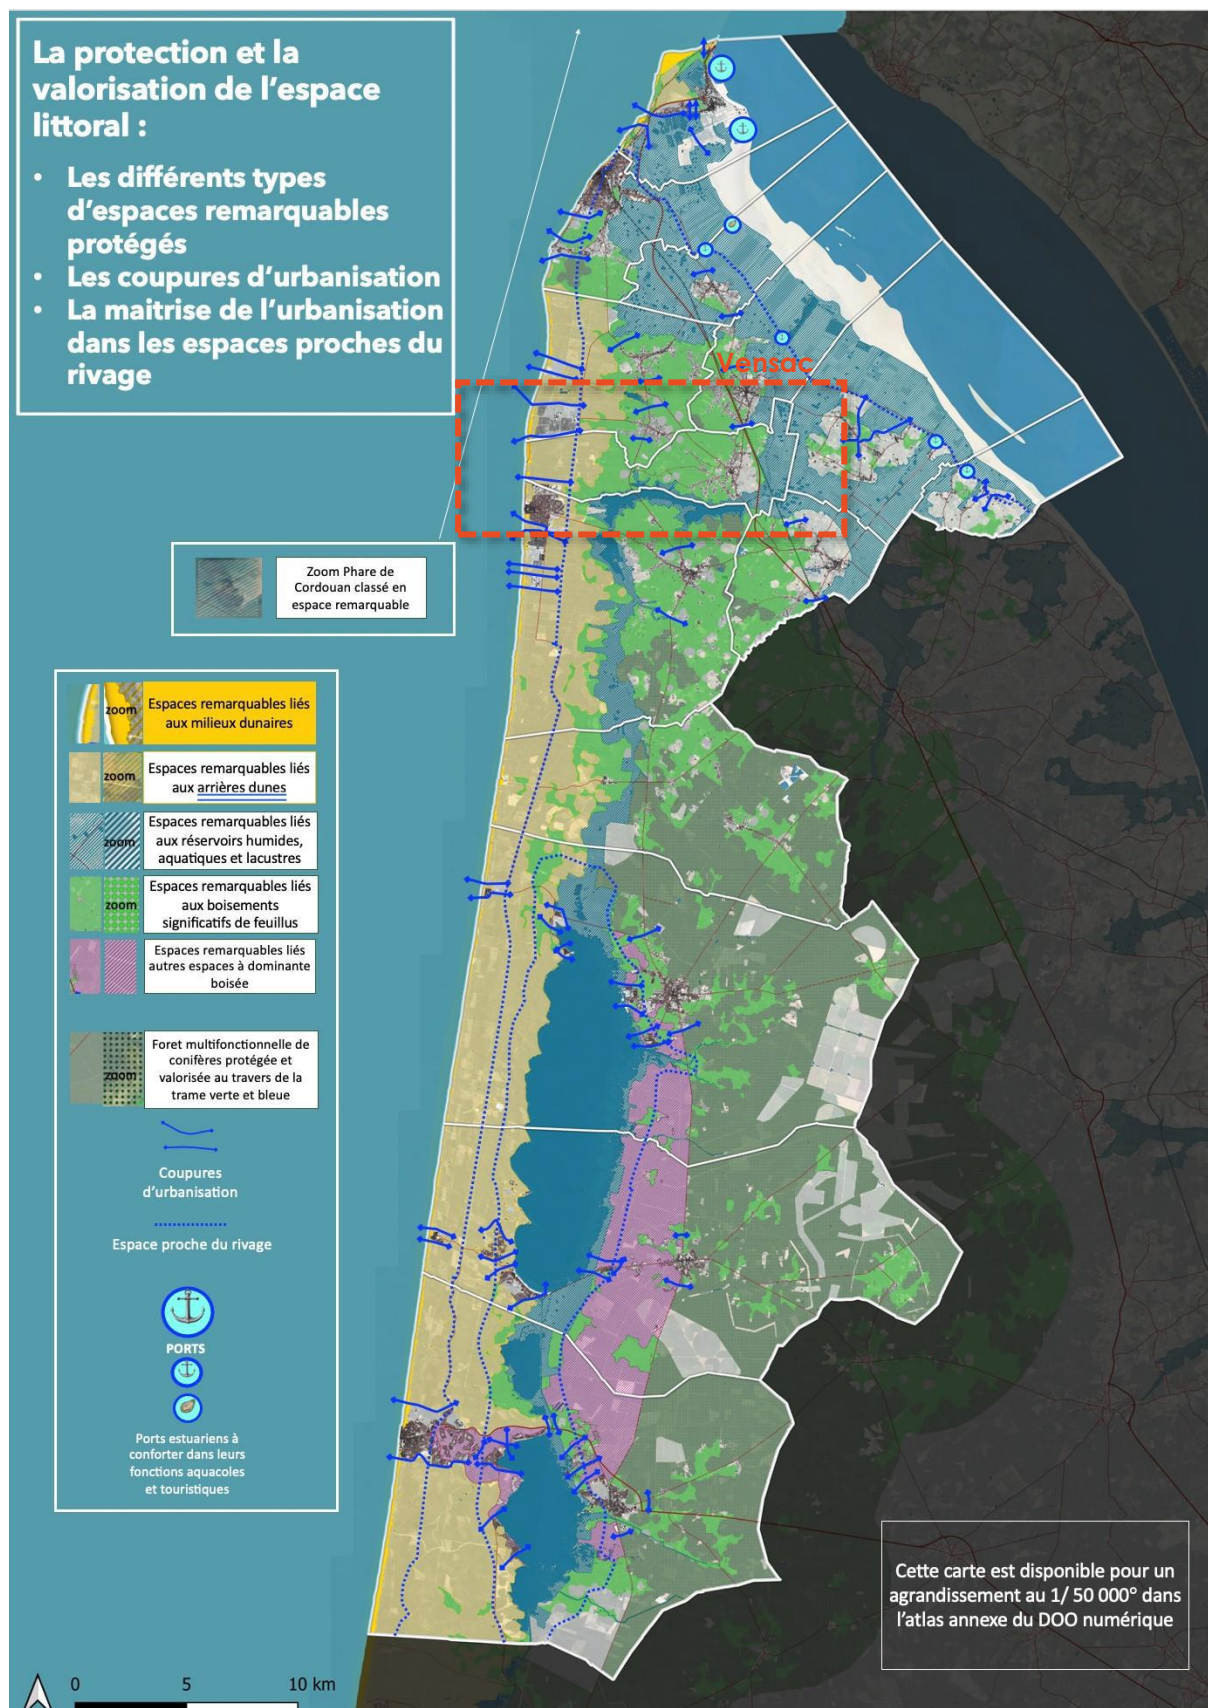 La protection et la
valorisation de l’espace
littoral :
• Les différents types
d’espaces remarquables
protégés
• Les coupures d’urbanisation
• La maitrise de l’urbanisation
dans les espaces proches du
rivage
Vensac
Zoom Phare de
Cordouan classé en
espace remarquable
zoom
Espaces remarquables liés
aux milieux dunaires
zoom
Espaces remarquables liés
aux arrières dunes
zoom
Espaces remarquables liés
aux réservoirs humides,
aquatiques et lacustres
zoom
Espaces remarquables liés
aux boisements
significatifs de feuillus
Espaces remarquables liés
autres espaces à dominante
boisée
zoom
Foret multifonctionnelle de
conifères protégée et
valorisée au travers de la
trame verte et bleue
Coupures
d’urbanisation
Espace proche du rivage
PORTS
Ports estuariens à
conforter dans leurs
fonctions aquacoles
et touristiques
Cette carte est disponible pour un
agrandissement au 1/ 50 000° dans
l’atlas annexe du DOO numérique
0 5 10 km